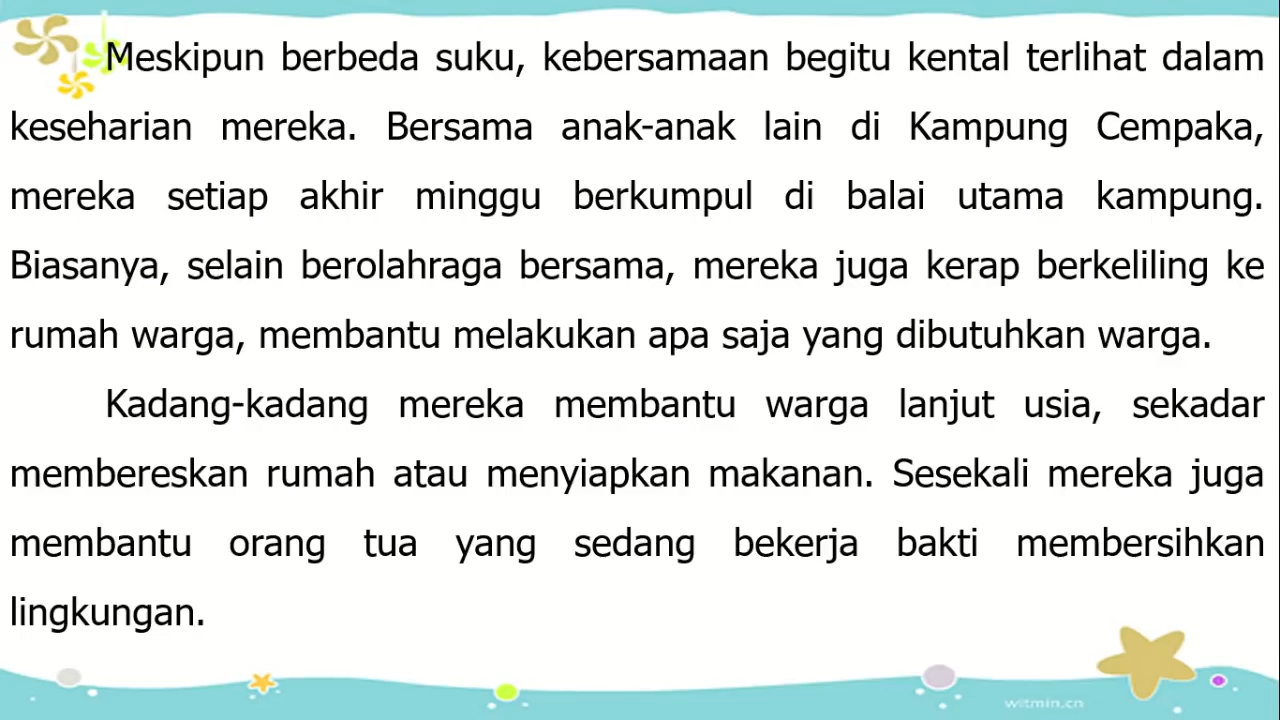 Meskipun berbeda suku, kebersamaan begitu kental terlihat dalam
keseharian mereka. Bersama anak-anak lain di Kampung Cempaka,
mereka setiap akhir minggu berkumpul di balai utama kampung.
Biasanya, selain berolahraga bersama, mereka juga kerap berkeliling ke
rumah warga, membantu melakukan apa saja yang dibutuhkan warga.
Kadang-kadang mereka membantu warga lanjut usia, sekadar
membereskan rumah atau menyiapkan makanan. Sesekali mereka juga
membantu orang tua yang sedang bekerja bakti membersihkan
lingkungan.
witmin.cn